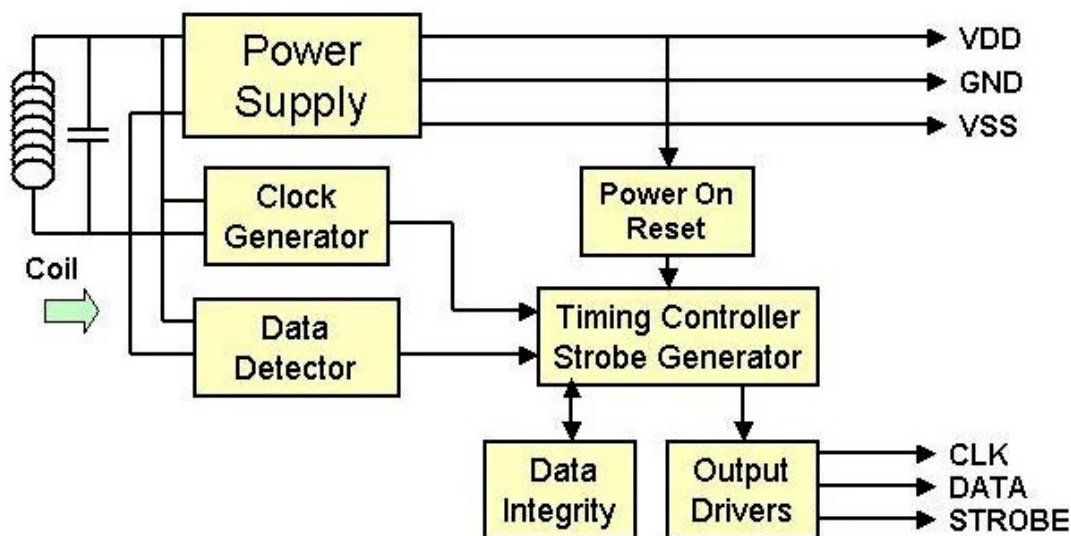 Power
Supply
VDD
GND
VSS
Clock
Generator
Power On
Reset
Coil
Data
Detector
Timing Controller
Strobe Generator
Data
Integrity
Output
Drivers
CLK
DATA
STROBE